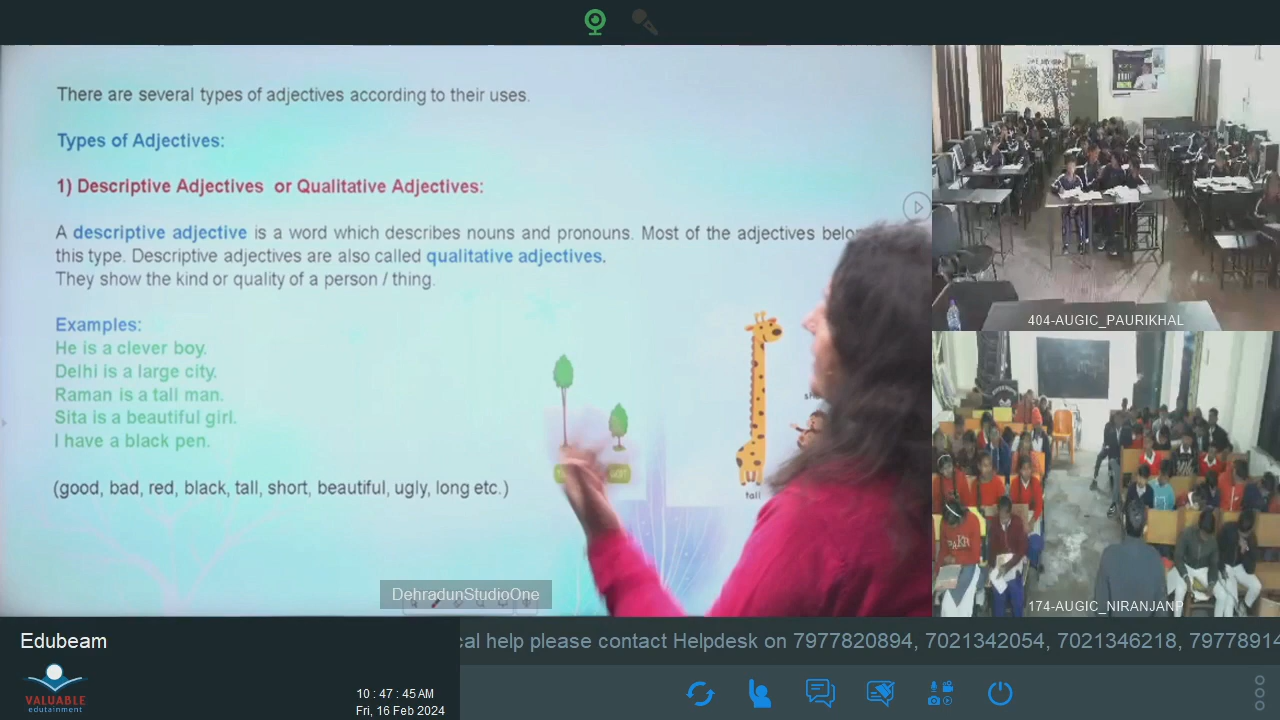 There are several types of adjectives according to their uses.
Types of Adjectives:
1) Descriptive Adjectives or Qualitative Adjectives:
A descriptive adjective is a word which describes nouns and pronouns. Most of the adjectives
this type. Descriptive adjectives are also called qualitative adjectives.
They show the kind or quality of a person / thing.
Examples:
He is a clever boy.
Delhi is a large city.
Raman is a tall man.
Sita is a beautiful girl.
I have a black pen.
(good, bad, red, black, tall, short, beautiful, ugly, long etc.)
tall
DehradunStudioOne
404-AUGIC_PAURIKHAL
174-AUGIC_NIRANJANP
Edubeam
help please contact Helpdesk on 7977820894, 7021342054, 7021346218, 79778914
VALUABLE
edutainment
10 : 47 : 45 AM
Fri, 16 Feb 2024